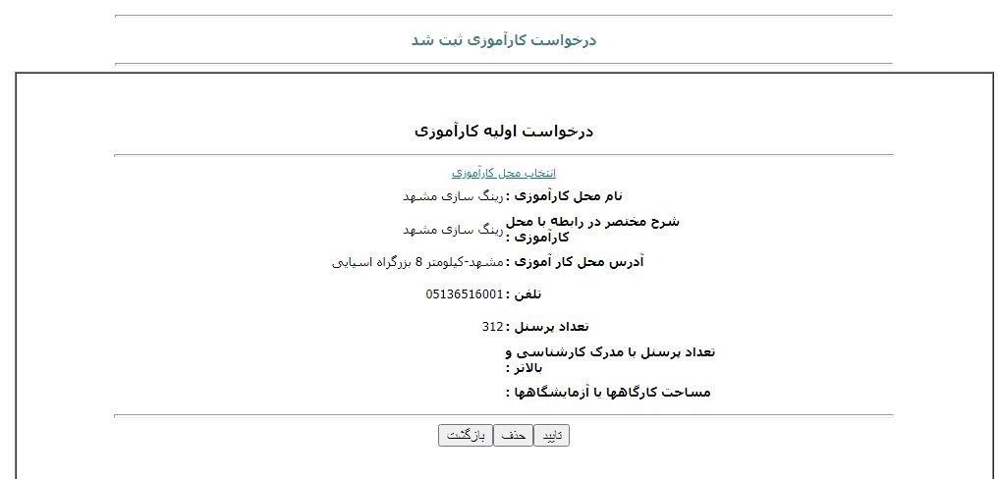 درخواست کارآموزی ثبت شد
درخواست اولیه کارآموزی
انتخاب محل کارآموزی
نام محل کارآموزی : رینگ سازی مشهد
شرح مختصر در رابطه با محل
کارآموزی : رینگ سازی مشهد
آدرس محل کار آموزی : مشهد-کیلومتر 8 بزرگراه اسیایی
تلفن : 05136516001
تعداد پرسنل : 312
تعداد پرسنل با مدرک کارشناسی و
بالاتر :
مساحت کارگاهها یا آزمایشگاهها :
تایید حذف بازگشت